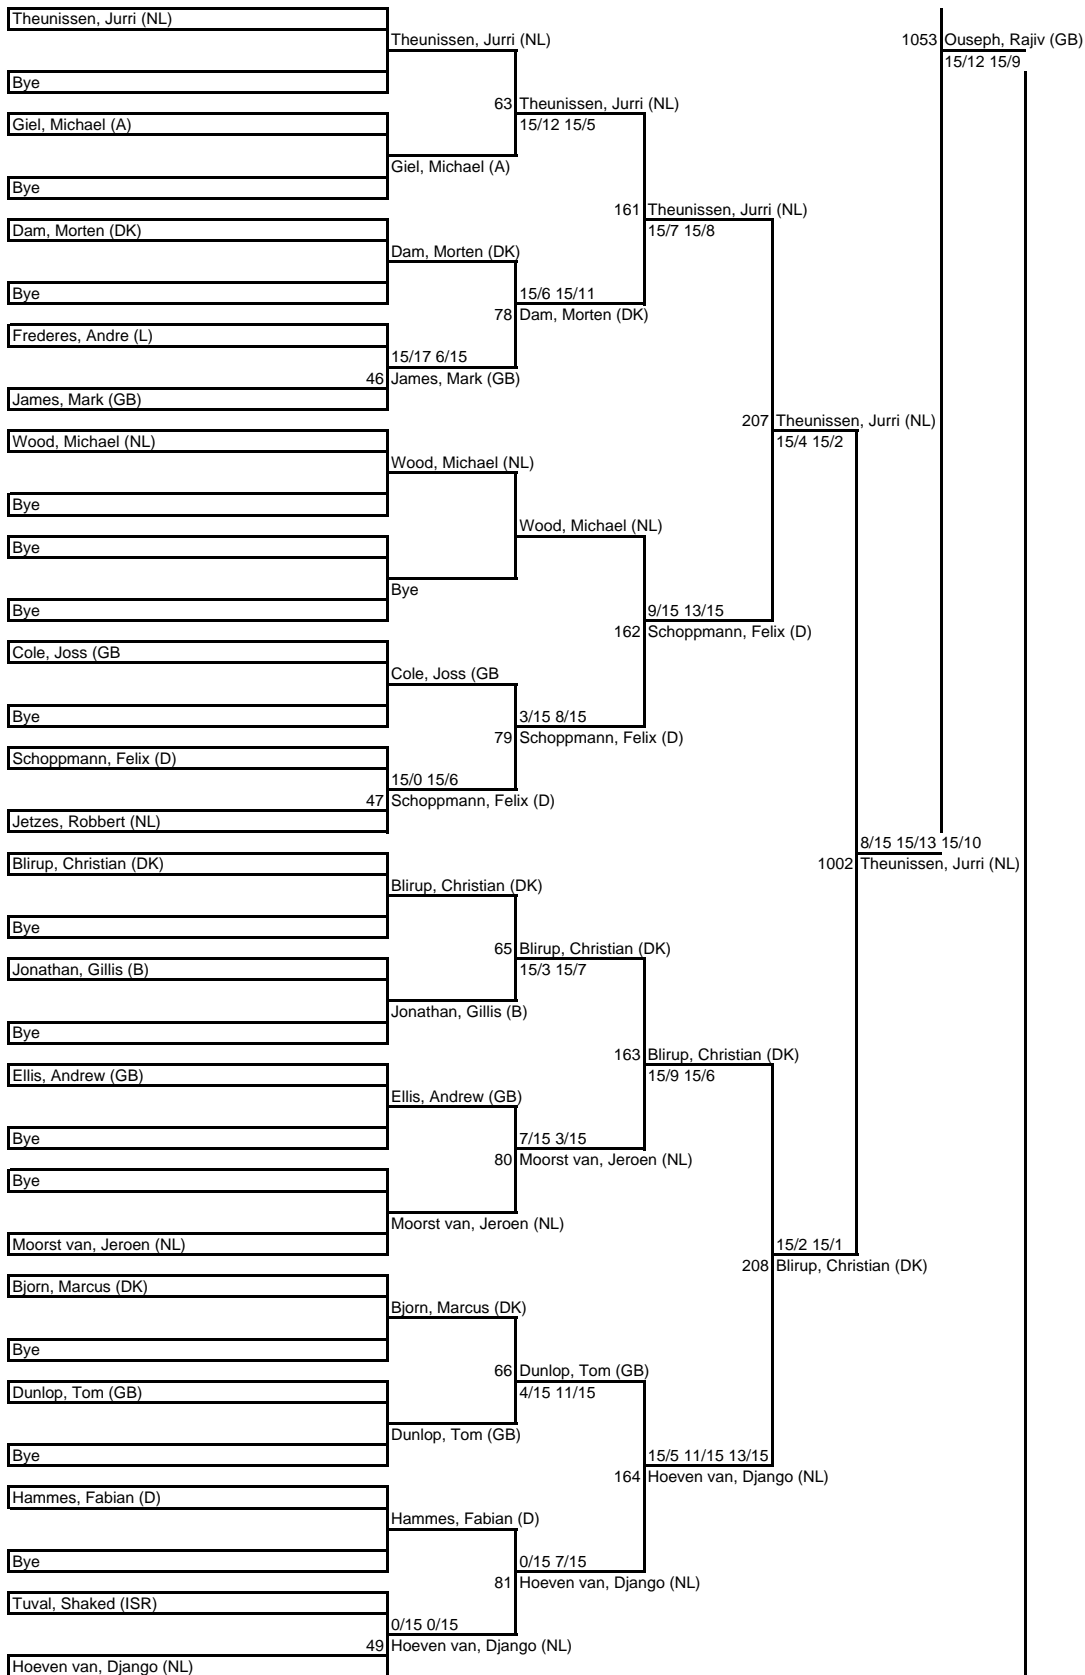 Theunissen, Jurri (NL)
Theunissen, Jurri (NL)
1053 Ouseph, Rajiv (GB)
15/12 15/9
Bye
63 Theunissen, Jurri (NL)
Giel, Michael (A)
15/12 15/5
Giel, Michael (A)
Bye
161 Theunissen, Jurri (NL)
Dam, Morten (DK)
15/7 15/8
Dam, Morten (DK)
Bye
15/6 15/11
78 Dam, Morten (DK)
Frederes, Andre (L)
15/17 6/15
46 James, Mark (GB)
James, Mark (GB)
207 Theunissen, Jurri (NL)
Wood, Michael (NL)
15/4 15/2
Wood, Michael (NL)
Bye
Wood, Michael (NL)
Bye
Bye
Bye
9/15 13/15
162 Schoppmann, Felix (D)
Cole, Joss (GB
Cole, Joss (GB
Bye
3/15 8/15
79 Schoppmann, Felix (D)
Schoppmann, Felix (D)
15/0 15/6
47 Schoppmann, Felix (D)
Jetzes, Robbert (NL)
8/15 15/13 15/10
Blirup, Christian (DK)
1002 Theunissen, Jurri (NL)
Blirup, Christian (DK)
Bye
65 Blirup, Christian (DK)
Jonathan, Gillis (B)
15/3 15/7
Jonathan, Gillis (B)
Bye
163 Blirup, Christian (DK)
Ellis, Andrew (GB)
15/9 15/6
Ellis, Andrew (GB)
Bye
7/15 3/15
80 Moorst van, Jeroen (NL)
Bye
Moorst van, Jeroen (NL)
Moorst van, Jeroen (NL)
15/2 15/1
208 Blirup, Christian (DK)
Bjorn, Marcus (DK)
Bjorn, Marcus (DK)
Bye
66 Dunlop, Tom (GB)
Dunlop, Tom (GB)
4/15 11/15
Dunlop, Tom (GB)
Bye
15/5 11/15 13/15
164 Hoeven van, Django (NL)
Hammes, Fabian (D)
Hammes, Fabian (D)
Bye
0/15 7/15
81 Hoeven van, Django (NL)
Tuval, Shaked (ISR)
0/15 0/15
49 Hoeven van, Django (NL)
Hoeven van, Django (NL)